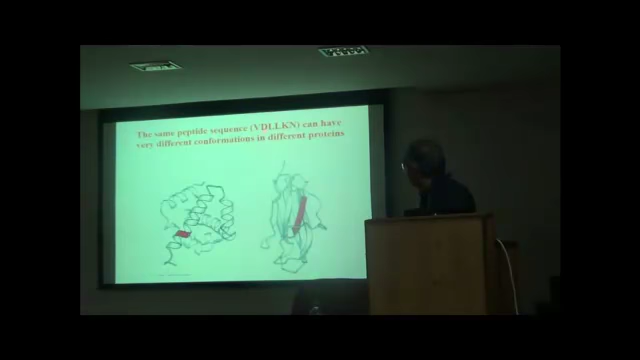 The same peptide sequence (VDLLKN) can have
very different conformations in different proteins